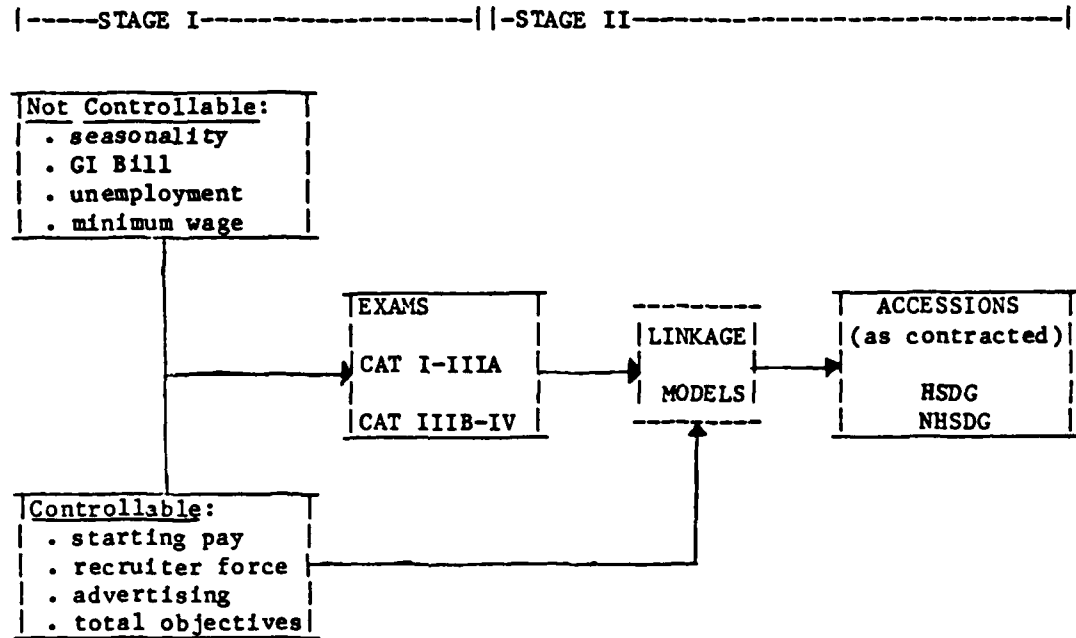 |-----STAGE I--------------------||-STAGE II--------------------------------|
Not Controllable:
. seasonality
. GI Bill
. unemployment
. minimum wage
EXAMS
CAT I-IIIA
CAT IIIB-IV
LINKAGE
MODELS
ACCESSIONS
(as contracted)
HSDG
NHSDG
Controllable:
. starting pay
. recruiter force
. advertising
. total objectives